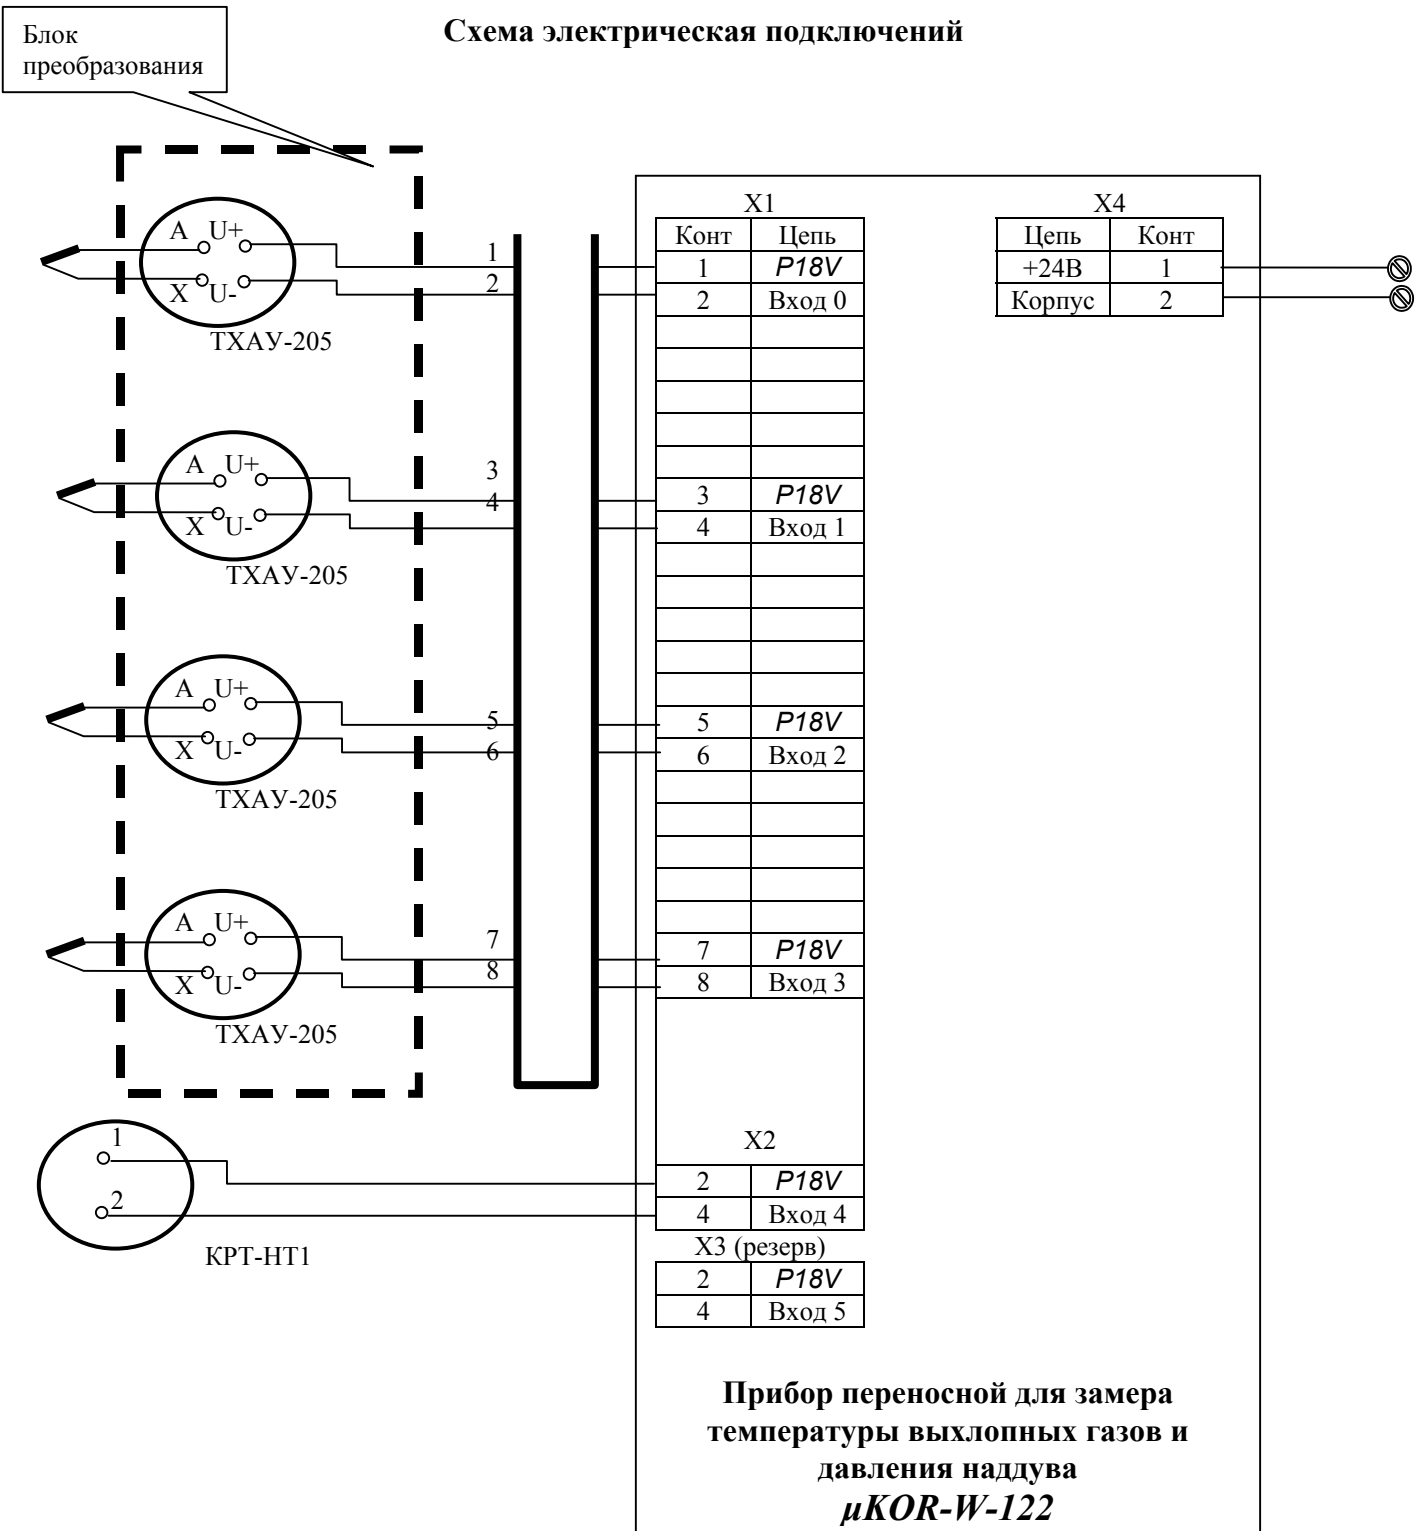 Блок
преобразования
Схема электрическая подключений
A U+
X U-
ТХАУ-205
1
2
A U+
X U-
ТХАУ-205
3
4
A U+
X U-
ТХАУ-205
5
6
A U+
X U-
ТХАУ-205
7
8
1
2
КРТ-НТ1
X1
Конт Цепь
1 P18V
2 Вход 0
3 P18V
4 Вход 1
5 P18V
6 Вход 2
7 P18V
8 Вход 3
X2
2 P18V
4 Вход 4
X3 (резерв)
2 P18V
4 Вход 5
X4
Цепь Конт
+24В 1
Корпус 2
Прибор переносной для замера
температуры выхлопных газов и
давления наддува
µKOR-W-122